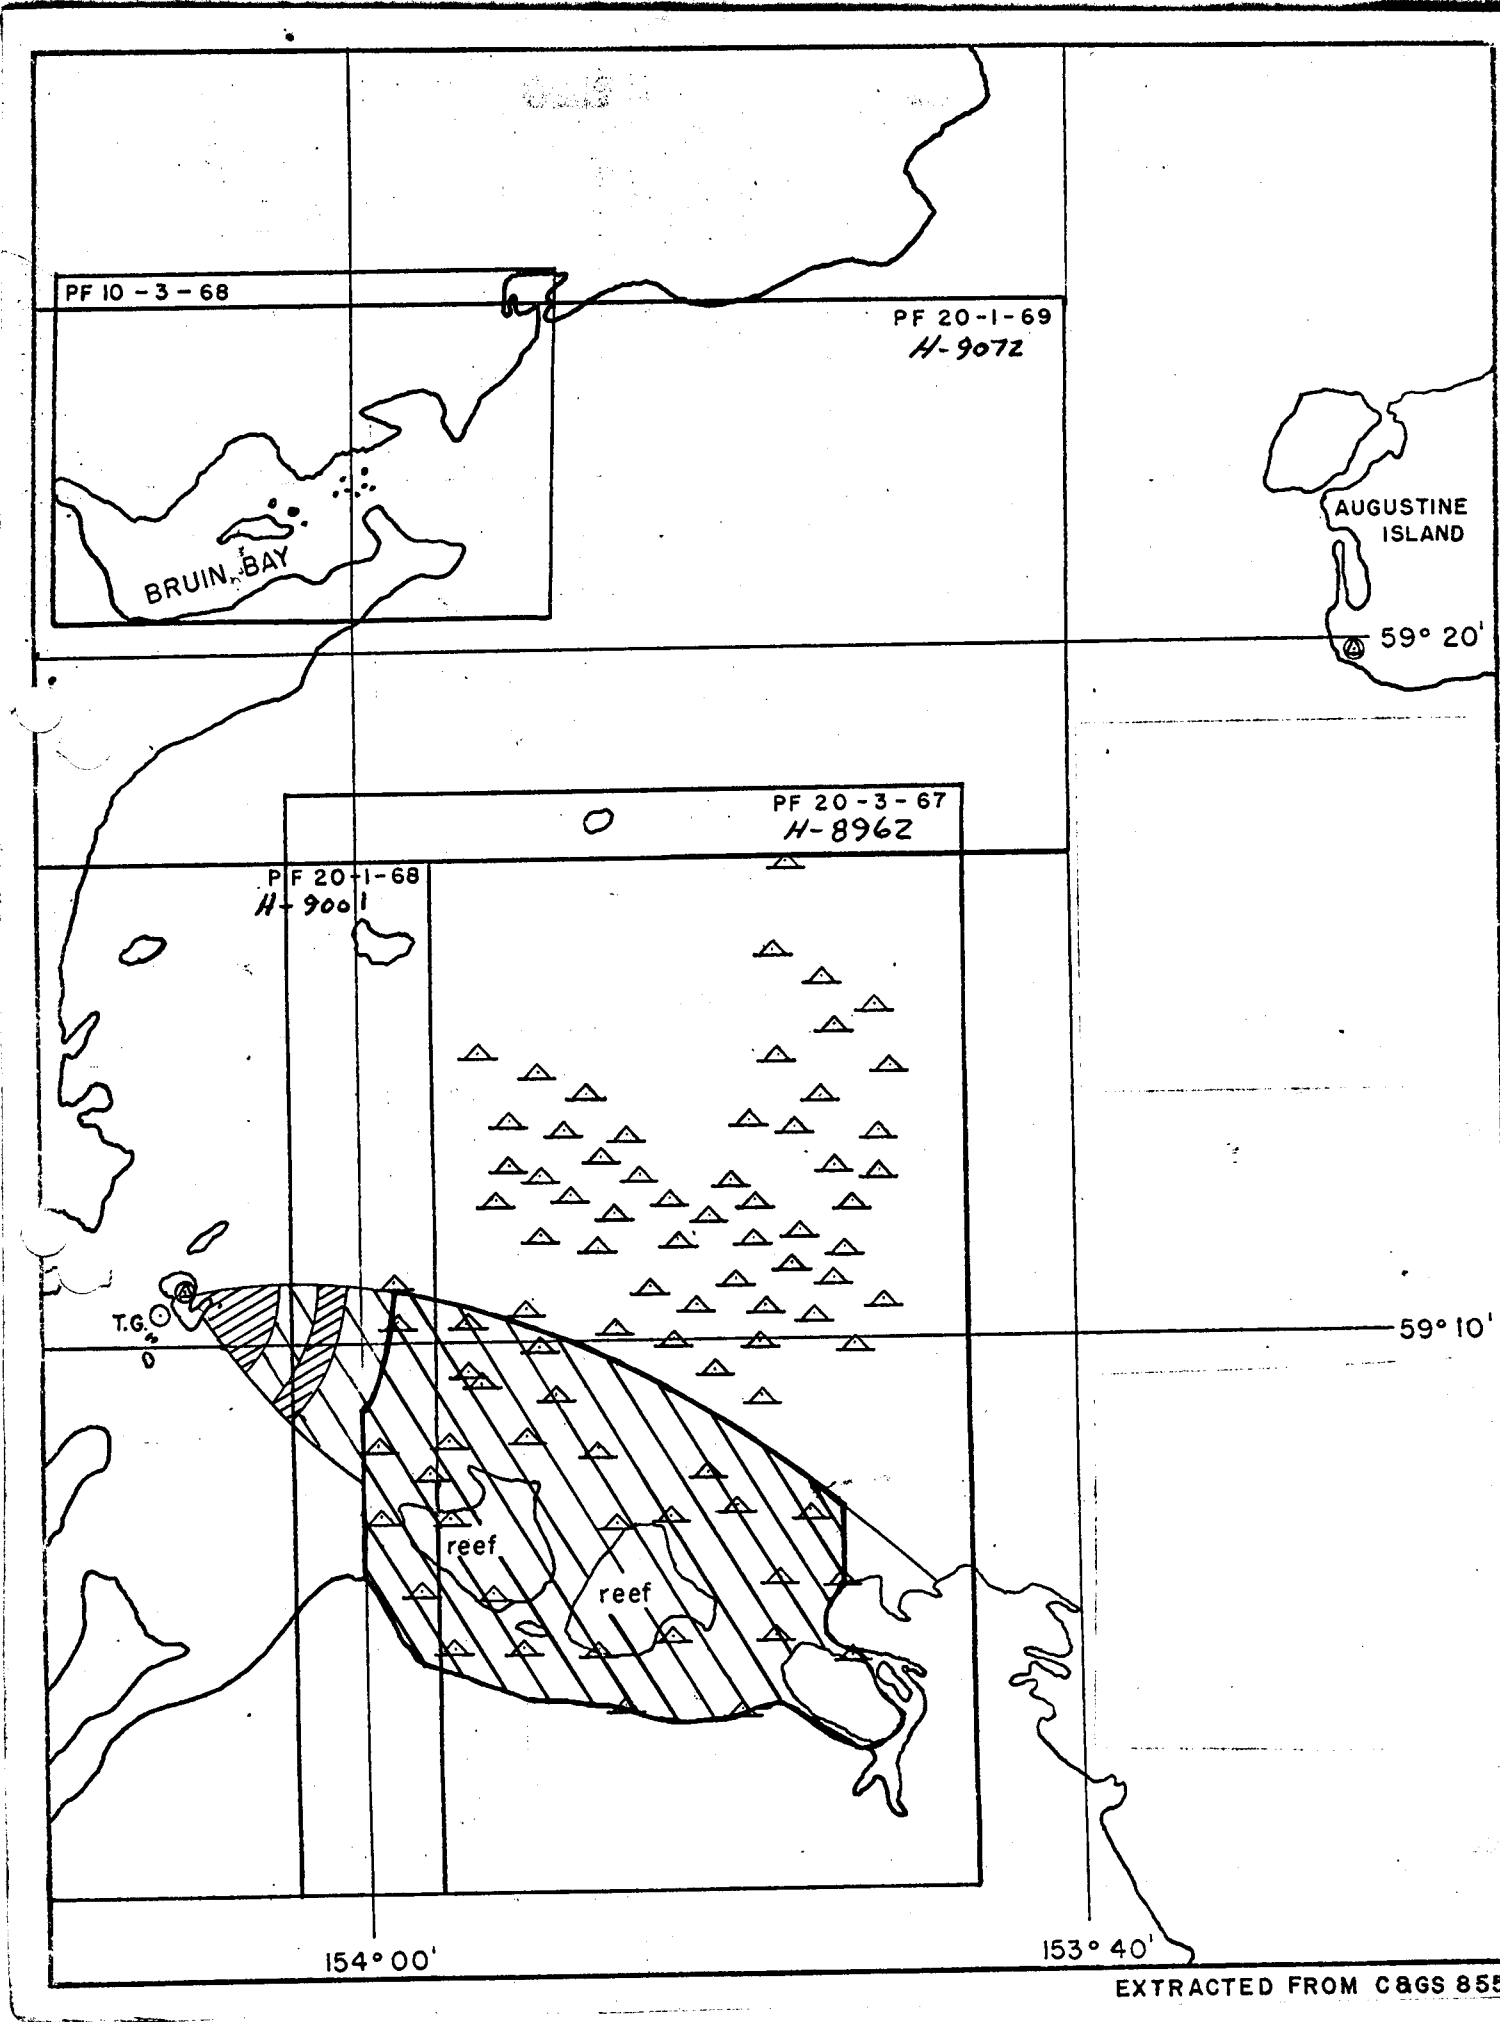 PF 10-3-68
PF 20-1-69
H-9072
AUGUSTINE
ISLAND
BRUIN BAY
59° 20'
PF 20-3-67
H-8962
PF 20-1-68
H-9001
T.G.
59° 10'
reef
reef
154° 00'
153° 40'
EXTRACTED FROM C&GS 855